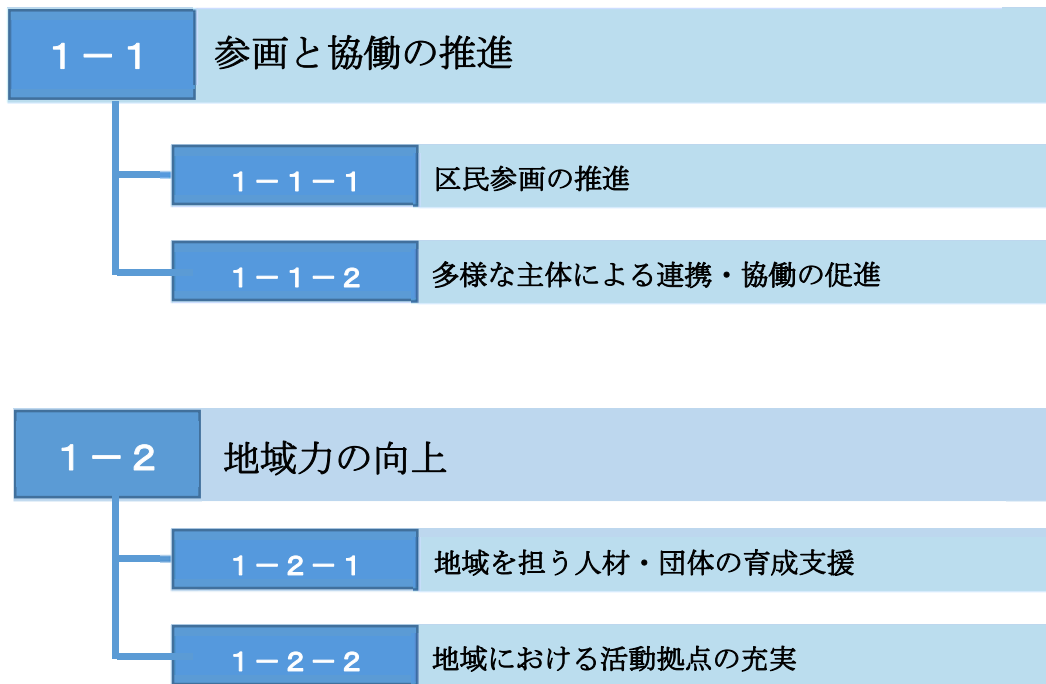 １－１ 参画と協働の推進
１－１－１ 区民参画の推進
１－１－２ 多様な主体による連携・協働の促進
１－２ 地域力の向上
１－２－１ 地域を担う人材・団体の育成支援
１－２－２ 地域における活動拠点の充実